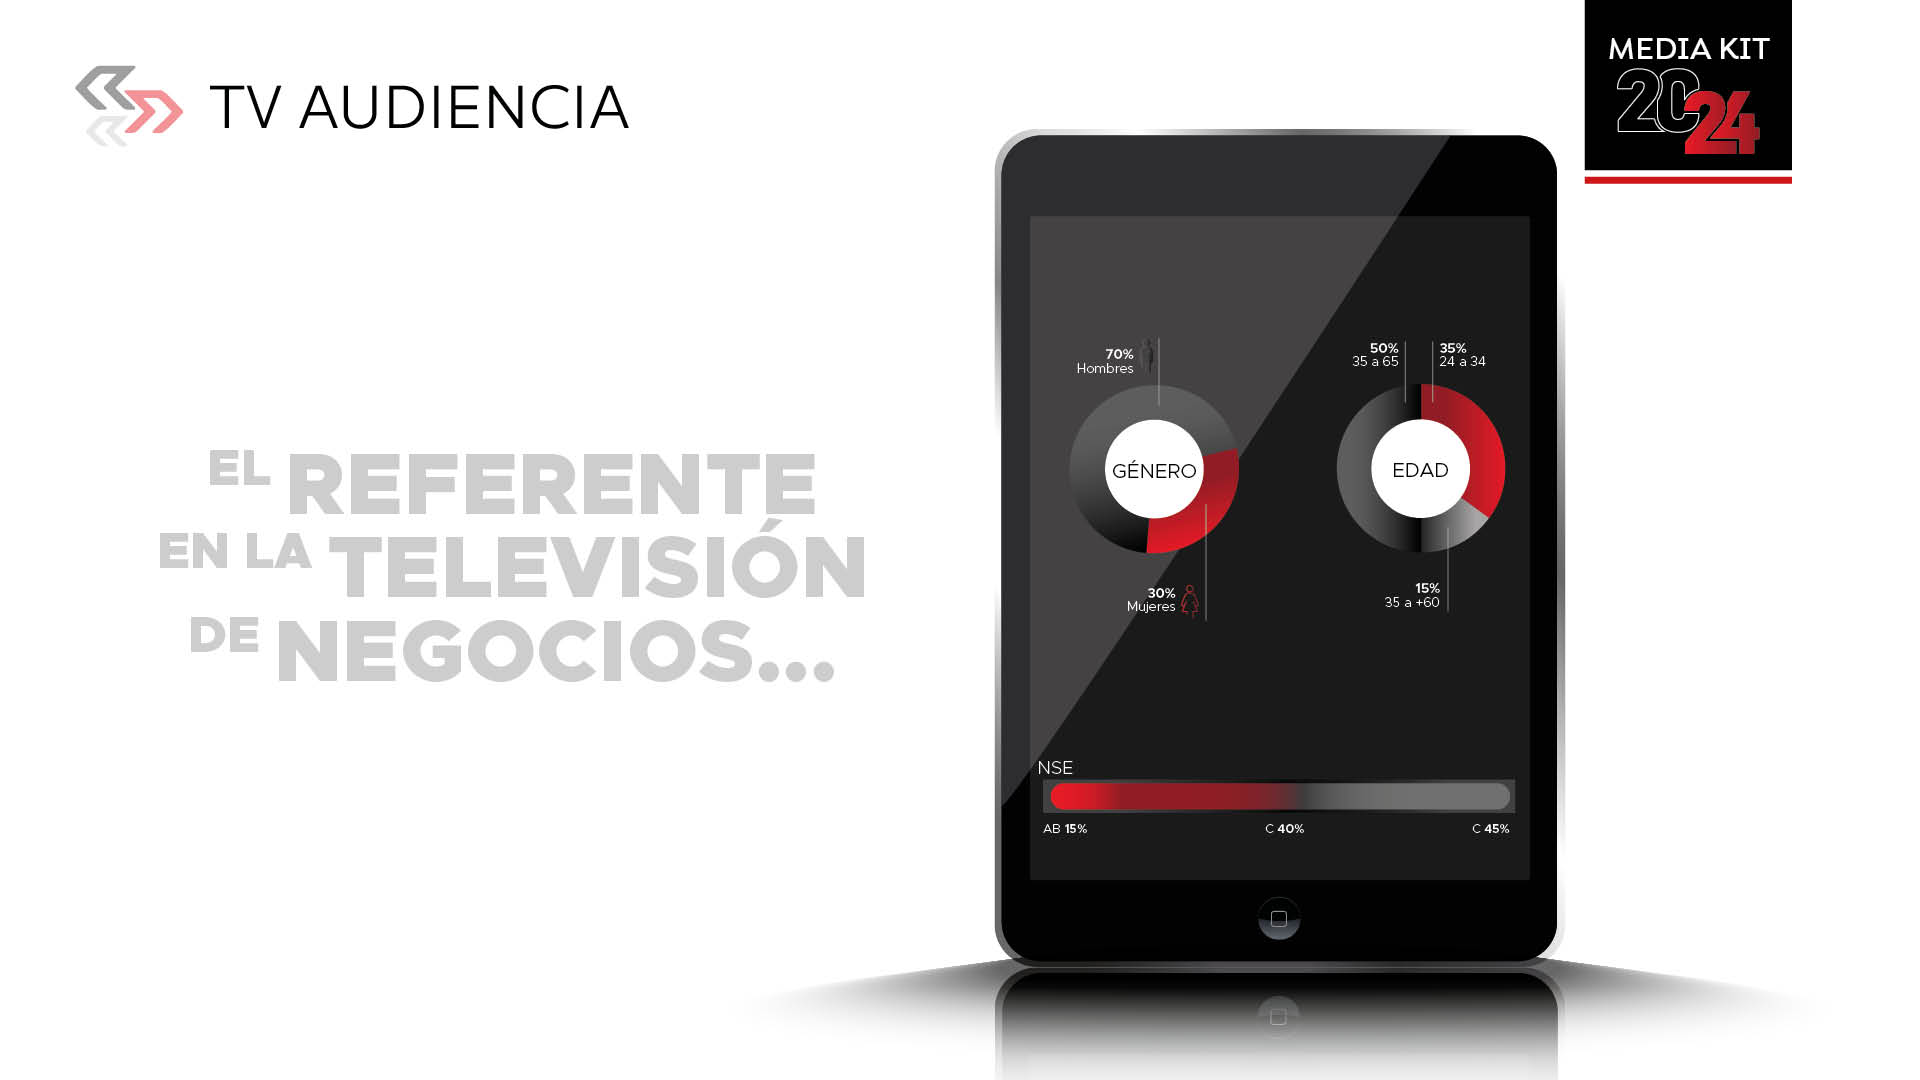 TV AUDIENCIA
MEDIA KIT
2024
EL REFERENTE
EN LA TELEVISIÓN
DE NEGOCIOS...
70%
Hombres
GÉNERO
30%
Mujeres
50%
35 a 65
35%
24 a 34
EDAD
15%
35 a +60
NSE
AB 15%
C 40%
C 45%